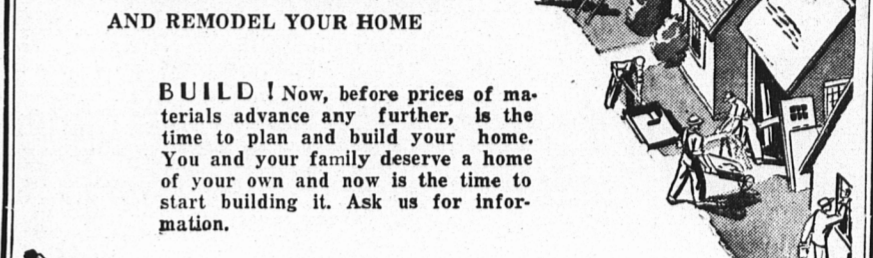 AND REMODEL YOUR HOME
BUILD! Now, before prices of ma-
terials advance any further, is the
time to plan and build your home.
You and your family deserve a home
of your own and now is the time to
start building it. Ask us for infor-
mation.